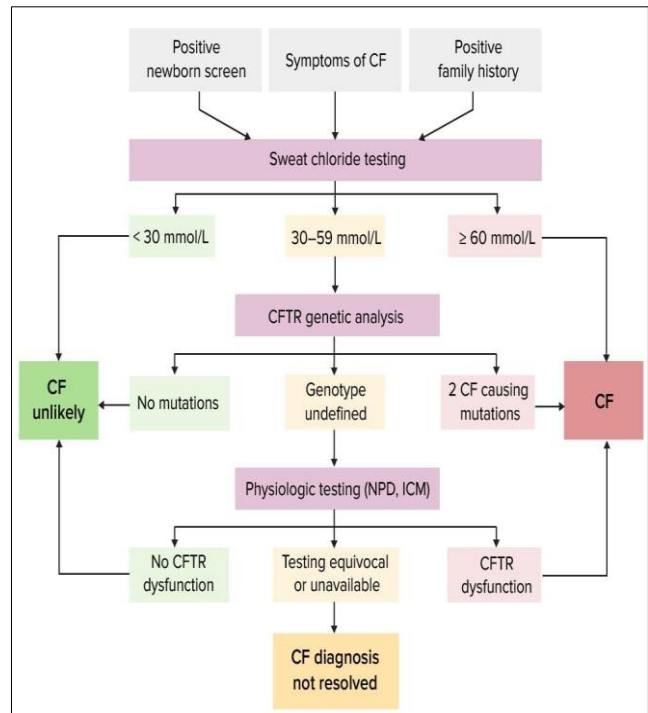 Positive
newborn screen
Symptoms of CF
Positive
family history
Sweat chloride testing
< 30 mmol/L
30–59 mmol/L
≥ 60 mmol/L
CFTR genetic analysis
CF
unlikely
No mutations
Genotype
undefined
2 CF causing
mutations
CF
Physiologic testing (NPD, ICM)
No CFTR
dysfunction
Testing equivocal
or unavailable
CFTR
dysfunction
CF diagnosis
not resolved